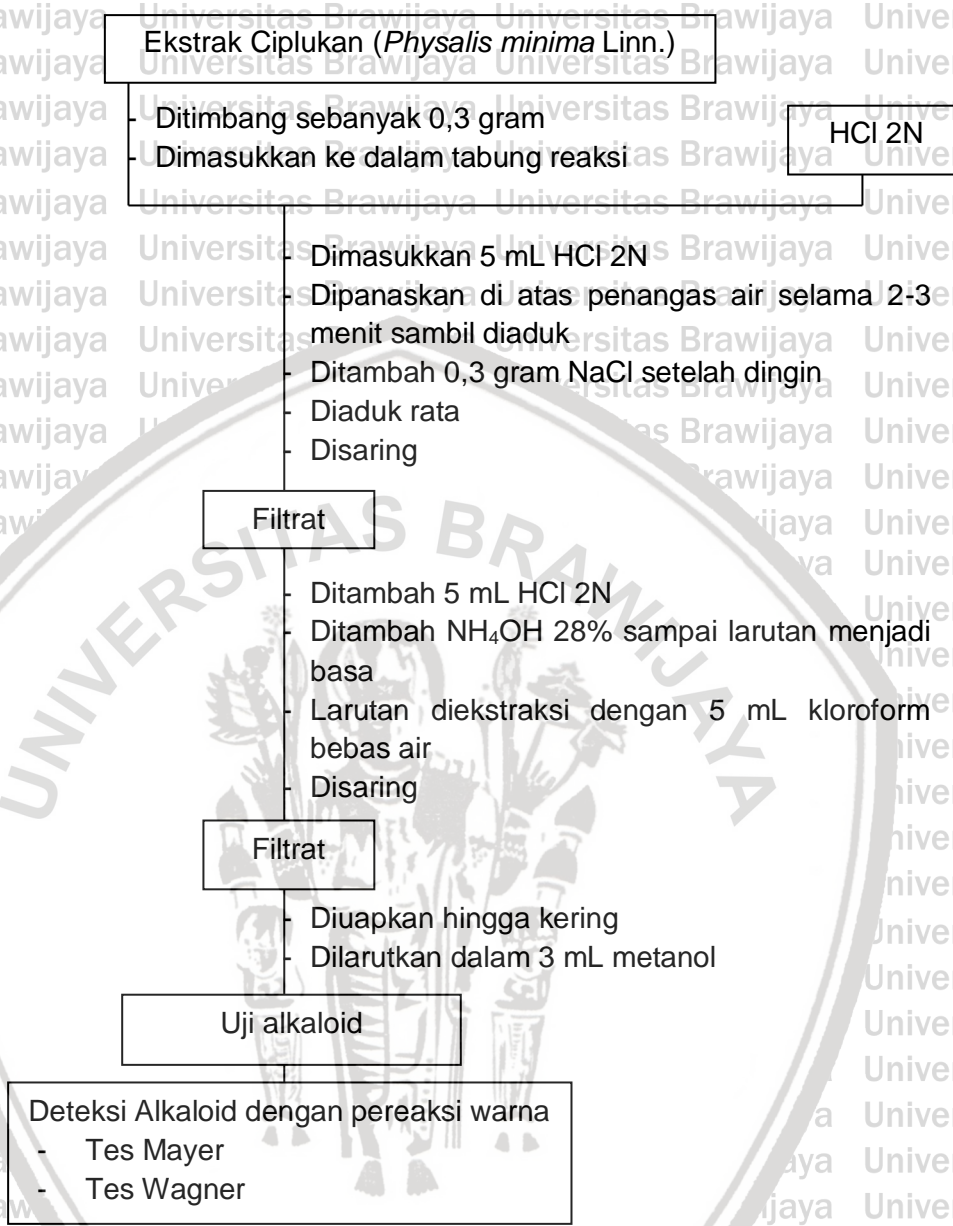 Ekstrak Ciplukan (Physalis minima Linn.)
- Ditimbang sebanyak 0,3 gram
- Dimasukkan ke dalam tabung reaksi
HCl 2N
- Dimasukkan 5 mL HCl 2N
- Dipanaskan di atas penangas air selama 2-3
menit sambil diaduk
- Ditambah 0,3 gram NaCl setelah dingin
- Diaduk rata
- Disaring
Filtrat
- Ditambah 5 mL HCl 2N
- Ditambah NH₄OH 28% sampai larutan menjadi
basa
- Larutan diekstraksi dengan 5 mL kloroform
bebas air
- Disaring
Filtrat
- Diuapkan hingga kering
- Dilarutkan dalam 3 mL metanol
Uji alkaloid
Deteksi Alkaloid dengan pereaksi warna
- Tes Mayer
- Tes Wagner
UNIVERSITAS BRAWIJAYA